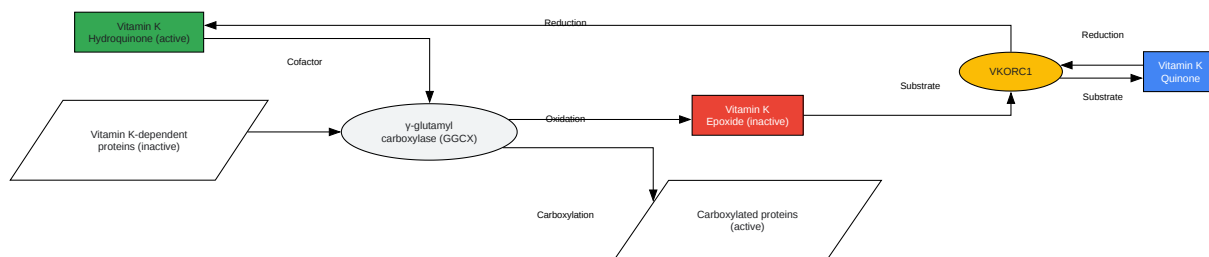 Vitamin K
Hydroquinone (active)
Reduction
Reduction
Cofactor
VKORC1
Vitamin K
Quinone
Substrate
Substrate
Vitamin K
Epoxide (inactive)
Oxidation
γ-glutamyl
carboxylase (GGCX)
Vitamin K-dependent
proteins (inactive)
Carboxylation
Carboxylated proteins
(active)